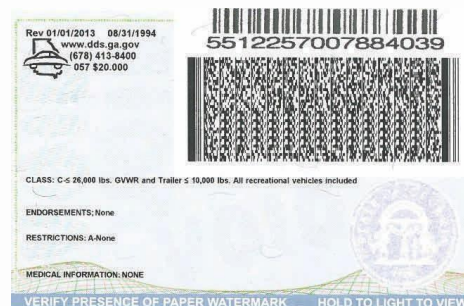 Rev 01/01/2013 08/31/1994
www.dds.ga.gov
(678) 413-8400
057 $20.000
5512257007884039
CLASS: C-≤ 26,000 lbs. GVWR and Trailer ≤ 10,000 lbs. All recreational vehicles included
ENDORSEMENTS: None
RESTRICTIONS: A-None
MEDICAL INFORMATION: NONE
VERIFY PRESENCE OF PAPER WATERMARK HOLD TO LIGHT TO VIEW